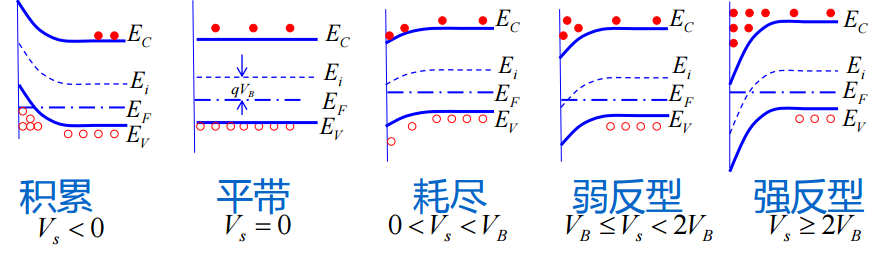 E_C
E_i
E_F
E_V
积累
V_s < 0
E_C
E_i
qV_B
E_F
E_V
平带
V_s = 0
E_C
E_i
E_F
E_V
耗尽
0 < V_s < V_B
E_C
E_i
E_F
E_V
弱反型
V_B ≤ V_s < 2V_B
E_C
E_i
E_F
E_V
强反型
V_s ≥ 2V_B